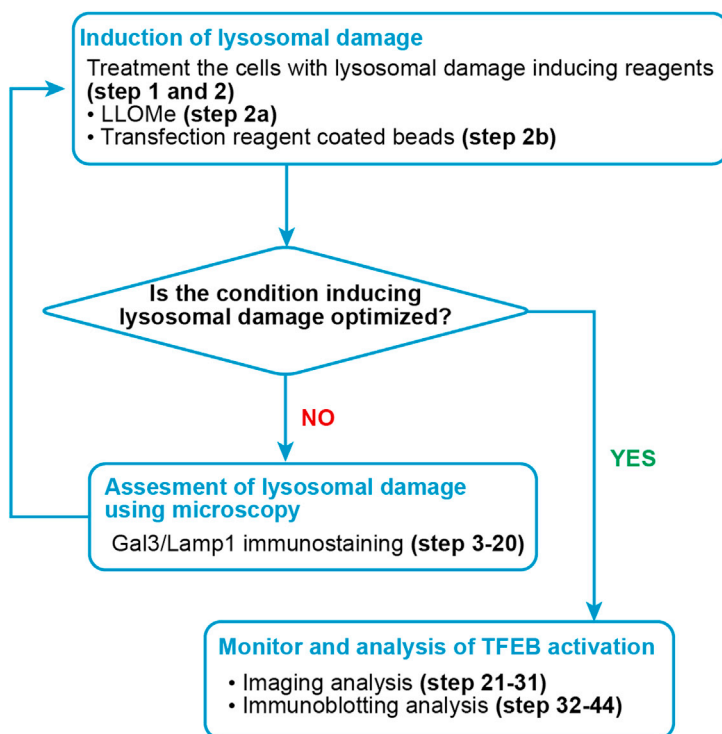 Induction of lysosomal damage
Treatment the cells with lysosomal damage inducing reagents
(step 1 and 2)
• LLOMe (step 2a)
• Transfection reagent coated beads (step 2b)
Is the condition inducing
lysosomal damage optimized?
NO
YES
Assesment of lysosomal damage
using microscopy
Gal3/Lamp1 immunostaining (step 3-20)
Monitor and analysis of TFEB activation
• Imaging analysis (step 21-31)
• Immunoblotting analysis (step 32-44)